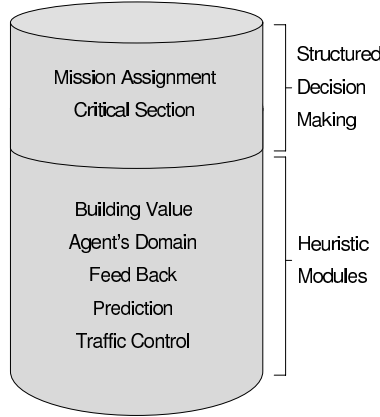 Mission Assignment
Critical Section
Structured
Decision
Making
Building Value
Agent's Domain
Feed Back
Prediction
Traffic Control
Heuristic
Modules